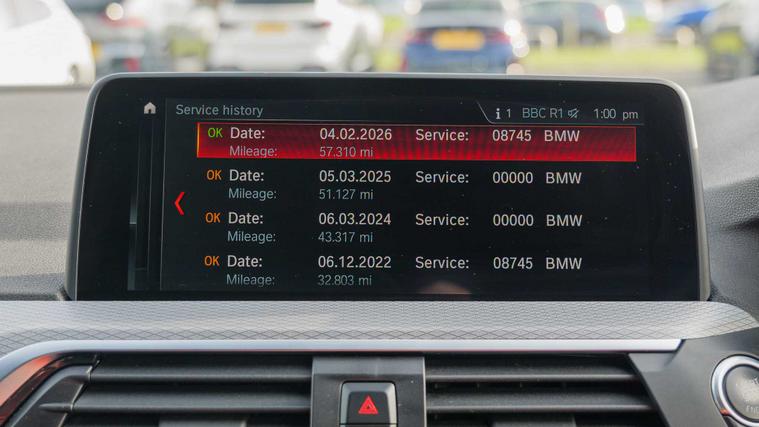 Service history i 1 BBC R1 1:00 pm
OK Date: 04.02.2026 Service: 08745 BMW
Mileage: 57.310 mi
OK Date: 05.03.2025 Service: 00000 BMW
Mileage: 51.127 mi
OK Date: 06.03.2024 Service: 00000 BMW
Mileage: 43.317 mi
OK Date: 06.12.2022 Service: 08745 BMW
Mileage: 32.803 mi